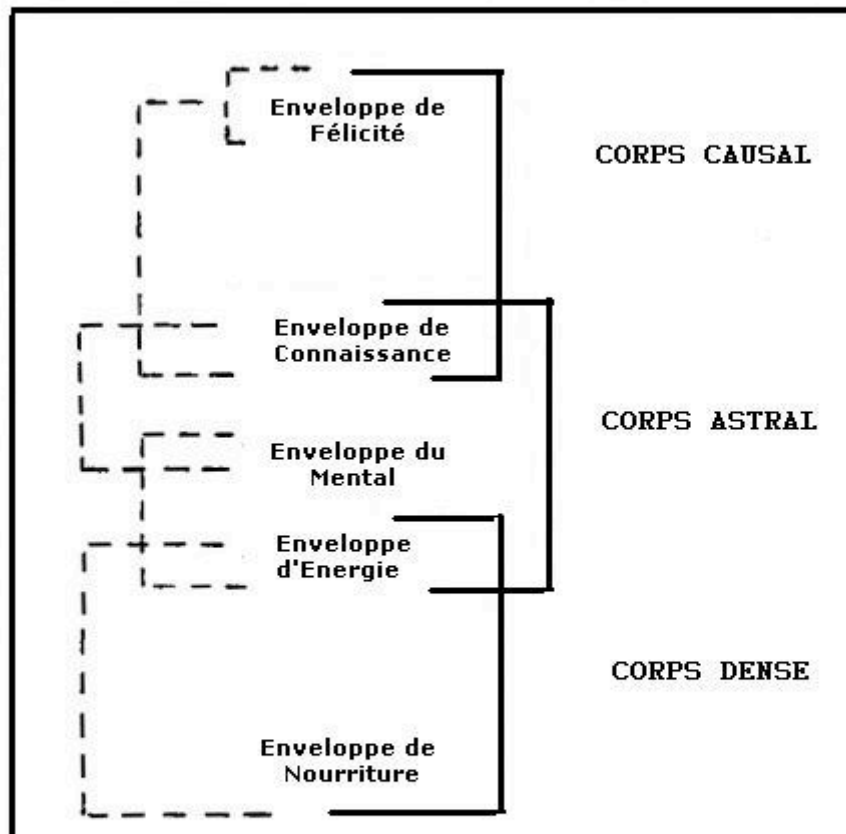 Enveloppe de
Félicité
CORPS CAUSAL
Enveloppe de
Connaissance
CORPS ASTRAL
Enveloppe du
Mental
Enveloppe
d'Energie
CORPS DENSE
Enveloppe de
Nourriture